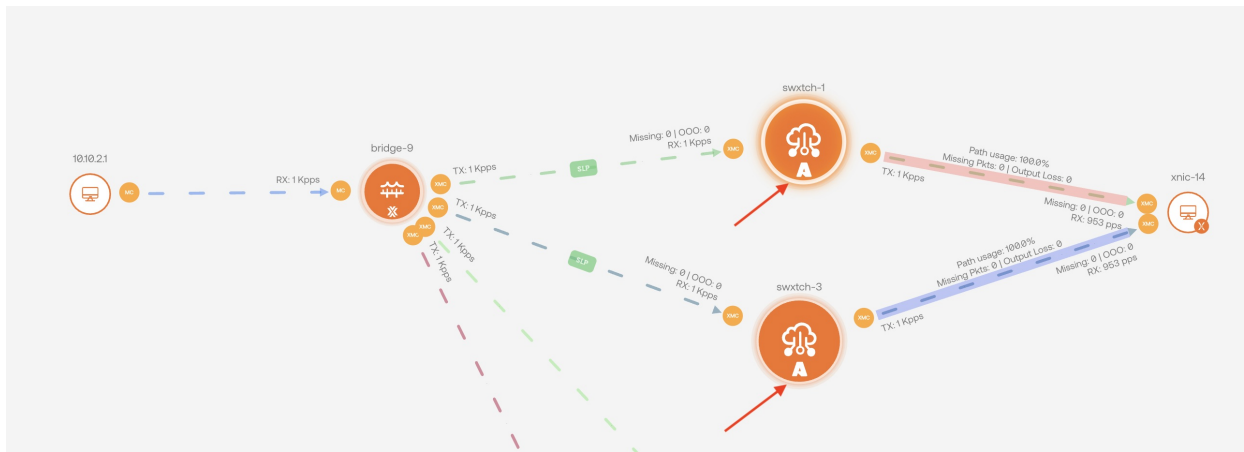 10.10.2.1
MC
RX: 1 Kpps
MC
bridge-9
XMC
XMC
XMC
XMC
TX: 1 Kpps
TX: 1 Kpps
TX: 1 Kpps
TX: 1 Kpps
SLP
SLP
Missing: 0 | OOO: 0
RX: 1 Kpps
XMC
swxtch-1
A
XMC
TX: 1 Kpps
Path usage: 100.0%
Missing Pkts: 0 | Output Loss: 0
Missing: 0 | OOO: 0
RX: 953 pps
XMC
Missing: 0 | OOO: 0
RX: 1 Kpps
XMC
swxtch-3
A
XMC
TX: 1 Kpps
Path usage: 100.0%
Missing Pkts: 0 | Output Loss: 0
Missing: 0 | OOO: 0
RX: 953 pps
XMC
xnic-14
X